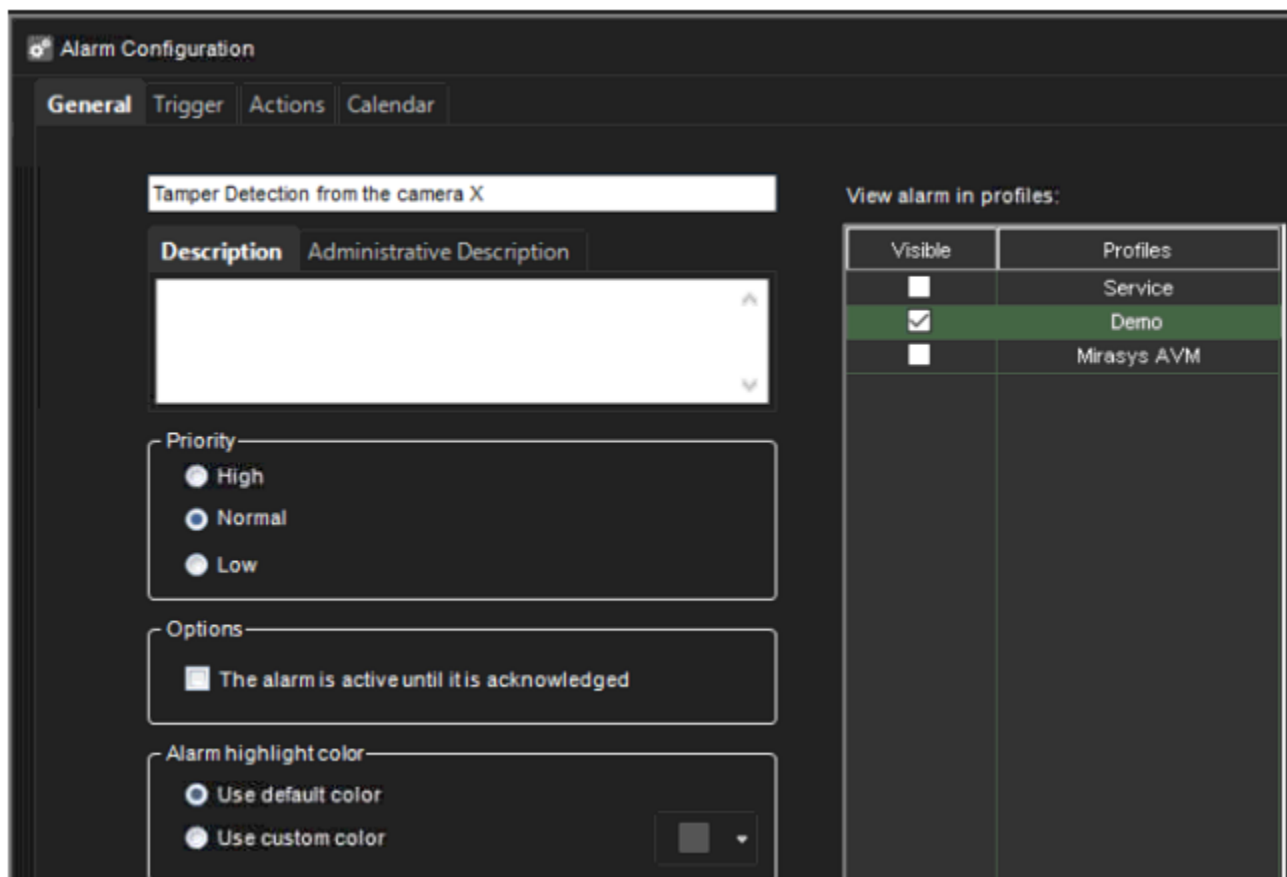 Alarm Configuration
General Trigger Actions Calendar
Tamper Detection from the camera X
Description Administrative Description
Priority
High
Normal
Low
Options
The alarm is active until it is acknowledged
Alarm highlight color
Use default color
Use custom color
View alarm in profiles:
Visible Profiles
Service
Demo
Mirasys AVM